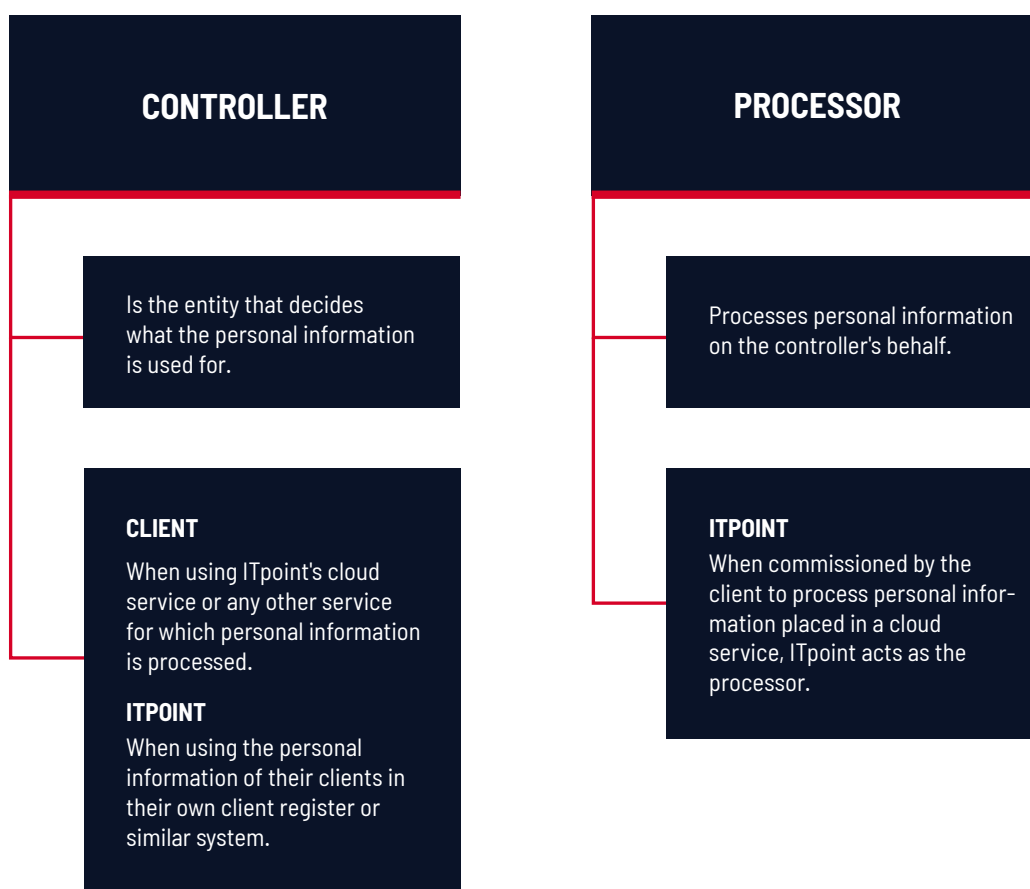 CONTROLLER
Is the entity that decides
what the personal information
is used for.
CLIENT
When using ITpoint's cloud
service or any other service
for which personal information
is processed.
ITPOINT
When using the personal
information of their clients in
their own client register or
similar system.
PROCESSOR
Processes personal information
on the controller's behalf.
ITPOINT
When commissioned by the
client to process personal infor-
mation placed in a cloud
service, ITpoint acts as the
processor.